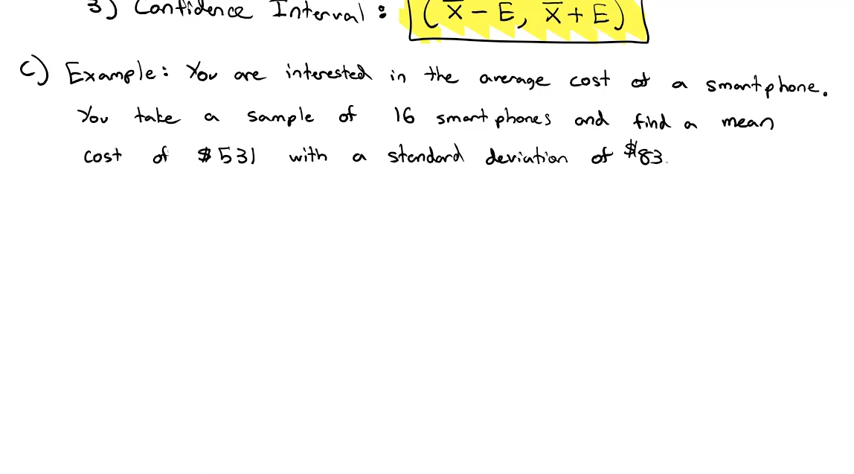 3) Confidence Interval : (x̄ - E, x̄ + E)
c) Example: You are interested in the average cost of a smartphone.
You take a sample of 16 smartphones and find a mean
cost of $531 with a standard deviation of $83.